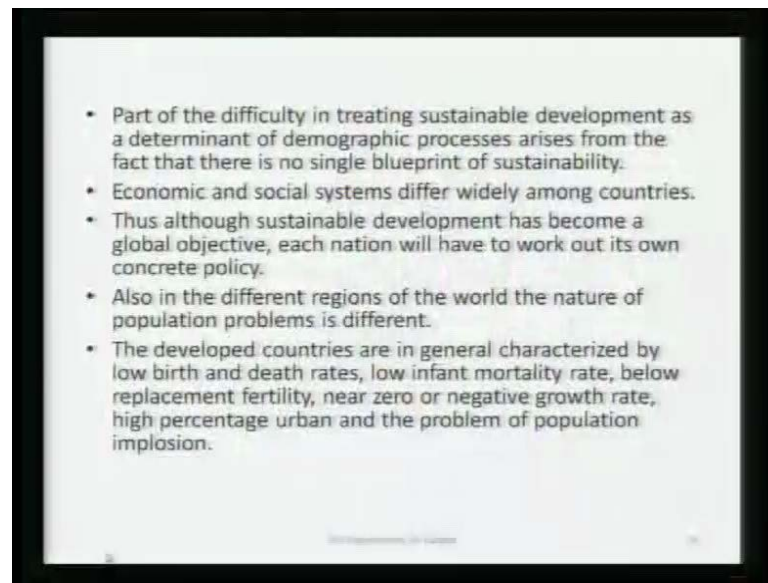 • Part of the difficulty in treating sustainable development as
a determinant of demographic processes arises from the
fact that there is no single blueprint of sustainability.
• Economic and social systems differ widely among countries.
• Thus although sustainable development has become a
global objective, each nation will have to work out its own
concrete policy.
• Also in the different regions of the world the nature of
population problems is different.
• The developed countries are in general characterized by
low birth and death rates, low infant mortality rate, below
replacement fertility, near zero or negative growth rate,
high percentage urban and the problem of population
implosion.